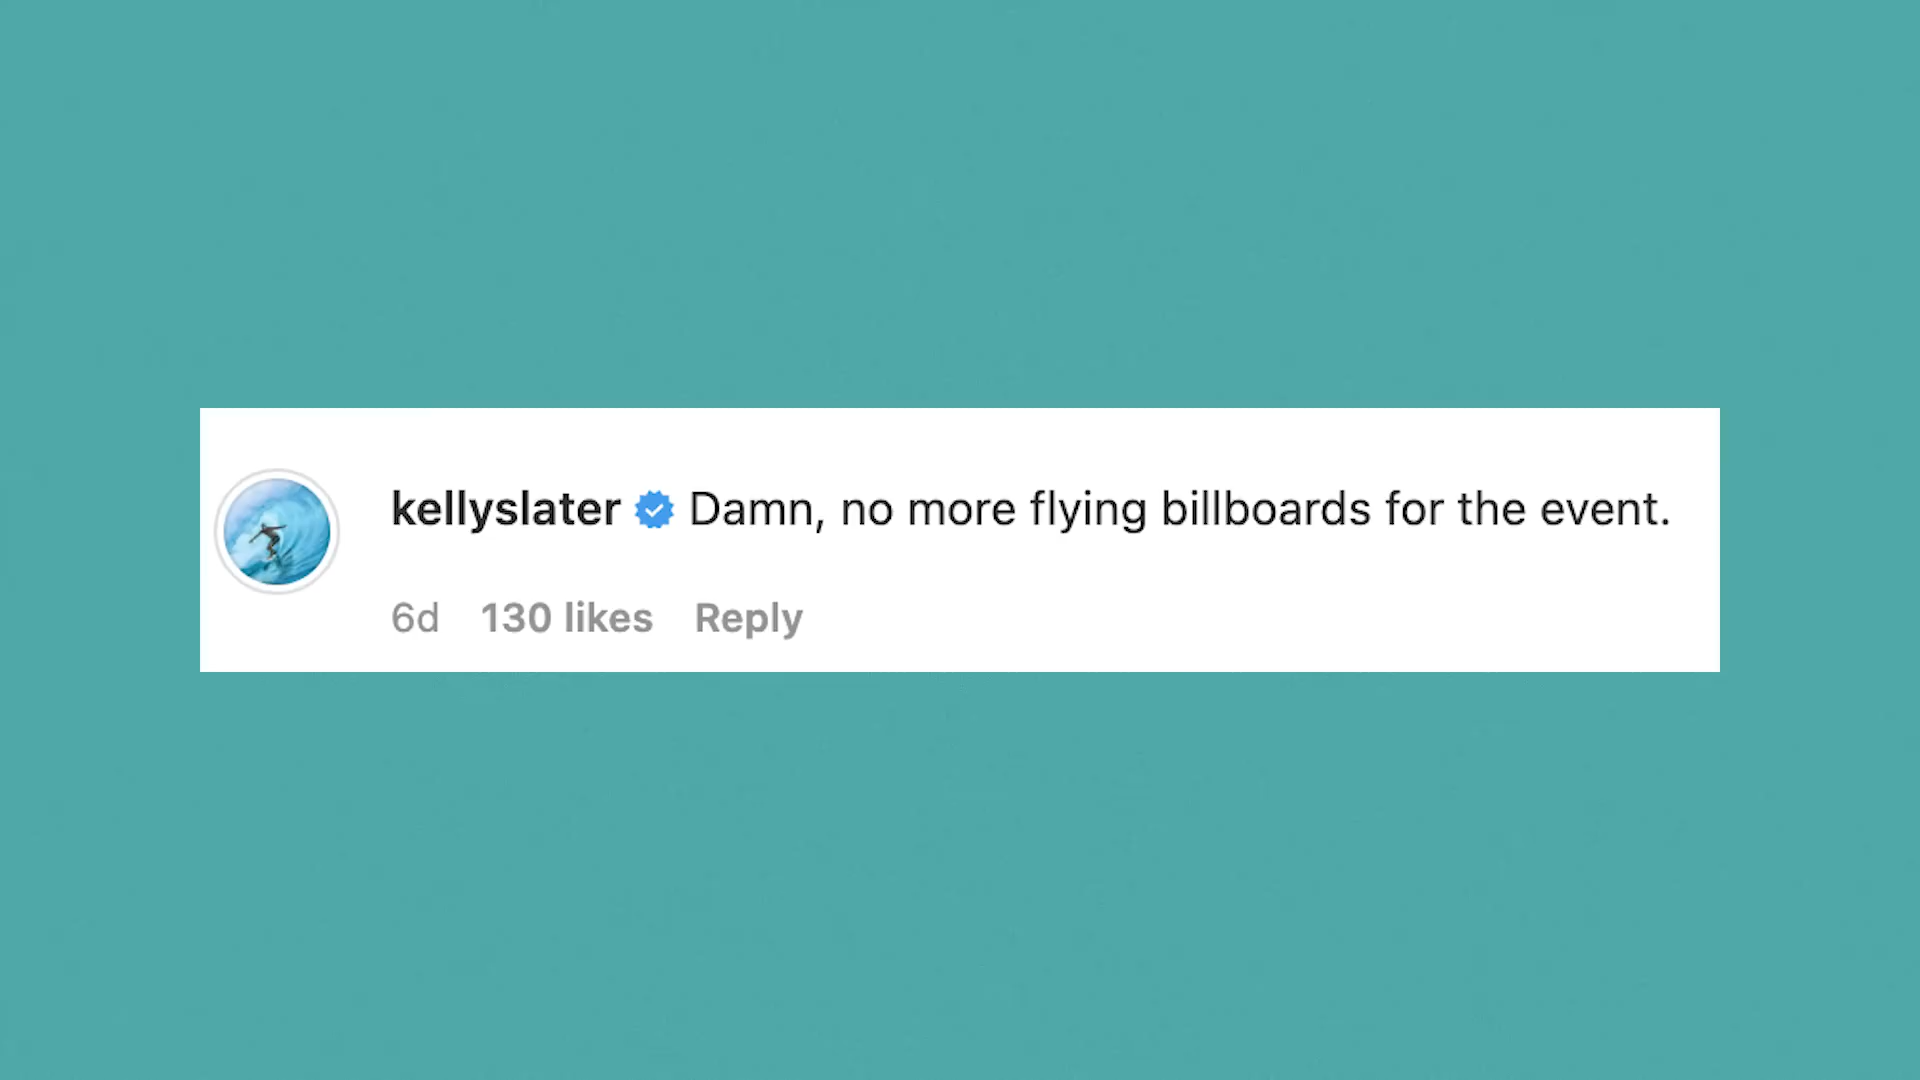 kellyslater Damn, no more flying billboards for the event.
6d 130 likes Reply